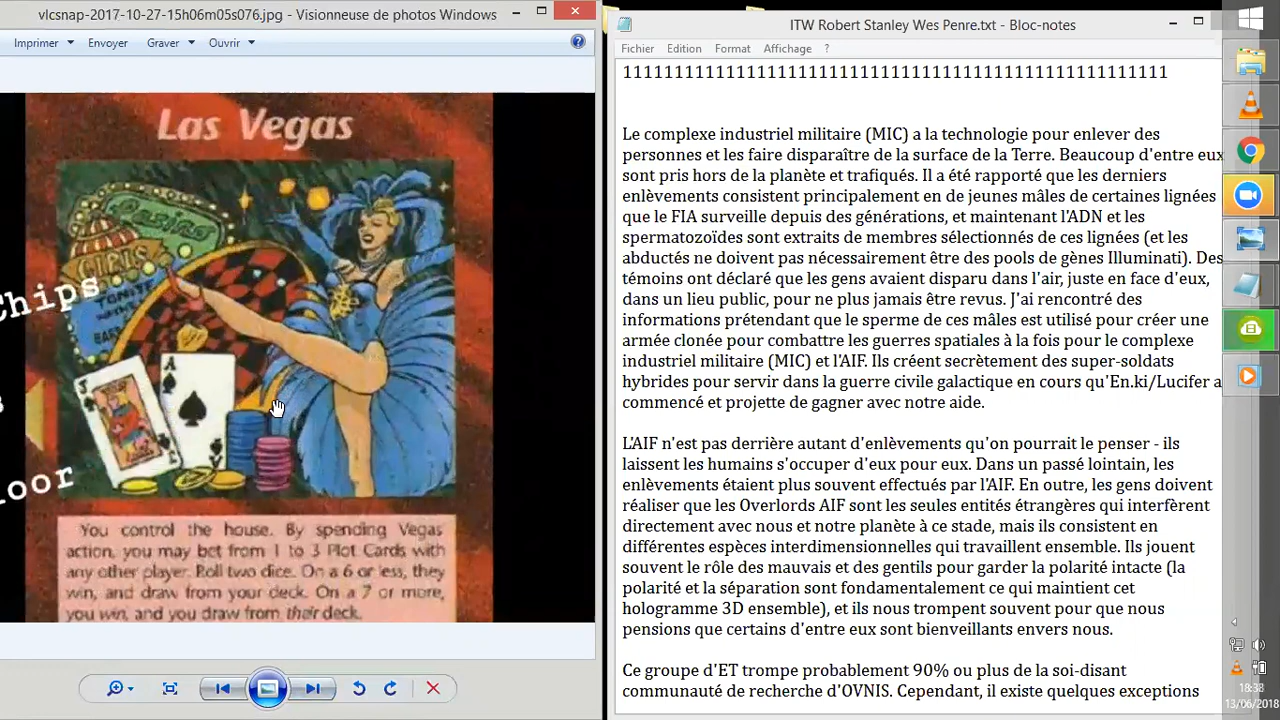 vlcsnap-2017-10-27-15h06m05s076.jpg - Visionneuse de photos Windows
Imprimer
Envoyer
Graver
Ouvrir
Las Vegas
Casino
CIRCUS
TONITE
EAR
Chips
s
loor
J
A
You control the house. By spending Vegas
action, you may bet from 1 to 3 Plot Cards with
any other player. Roll two dice. On a 6 or less, they
win, and draw from your deck. On a 7 or more,
you win, and you draw from their deck.
ITW Robert Stanley Wes Penre.txt - Bloc-notes
Fichier Edition Format Affichage ?
Le complexe industriel militaire (MIC) a la technologie pour enlever des
personnes et les faire disparaître de la surface de la Terre. Beaucoup d'entre eux
sont pris hors de la planète et trafiqués. Il a été rapporté que les derniers
enlèvements consistent principalement en de jeunes mâles de certaines lignées
que le FIA surveille depuis des générations, et maintenant l'ADN et les
spermatozoïdes sont extraits de membres sélectionnés de ces lignées (et les
abductés ne doivent pas nécessairement être des pools de gènes Illuminati). Des
témoins ont déclaré que les gens avaient disparu dans l'air, juste en face d'eux,
dans un lieu public, pour ne plus jamais être revus. J'ai rencontré des
informations prétendant que le sperme de ces mâles est utilisé pour créer une
armée clonée pour combattre les guerres spatiales à la fois pour le complexe
industriel militaire (MIC) et l'AIF. Ils créent secrètement des super-soldats
hybrides pour servir dans la guerre civile galactique en cours qu'En.ki/Lucifer a
commencé et projette de gagner avec notre aide.
L'AIF n'est pas derrière autant d'enlèvements qu'on pourrait le penser - ils
laissent les humains s'occuper d'eux pour eux. Dans un passé lointain, les
enlèvements étaient plus souvent effectués par l'AIF. En outre, les gens doivent
réaliser que les Overlords AIF sont les seules entités étrangères qui interfèrent
directement avec nous et notre planète à ce stade, mais ils consistent en
différentes espèces interdimensionnelles qui travaillent ensemble. Ils jouent
souvent le rôle des mauvais et des gentils pour garder la polarité intacte (la
polarité et la séparation sont fondamentalement ce qui maintient cet
hologramme 3D ensemble), et ils nous trompent souvent pour que nous
pensions que certains d'entre eux sont bienveillants envers nous.
Ce groupe d'ET trompe probablement 90% ou plus de la soi-disant
communauté de recherche d'OVNIS. Cependant, il existe quelques exceptions
18:38
13/06/2018